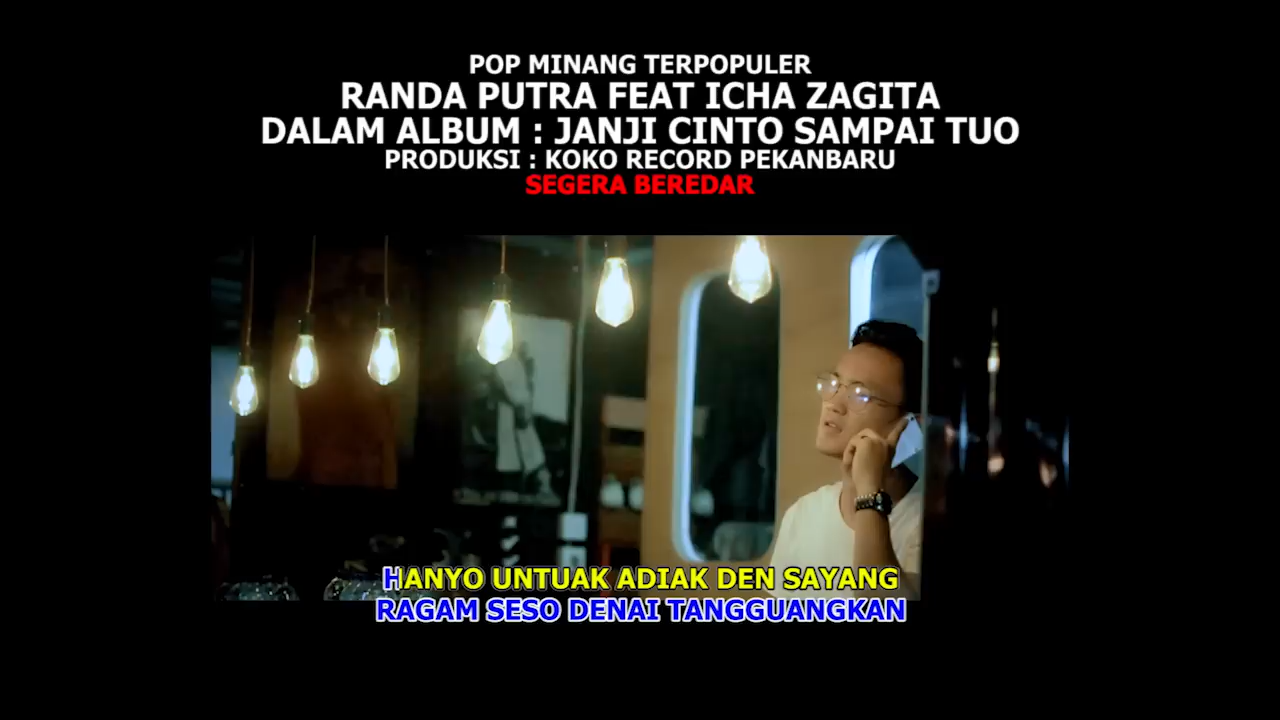 POP MINANG TERPOPULER
RANDA PUTRA FEAT ICHA ZAGITA
DALAM ALBUM : JANJI CINTO SAMPAI TUO
PRODUKSI : KOKO RECORD PEKANBARU
SEGERA BEREDAR
HANYO UNTUAK ADIAK DEN SAYANG
RAGAM SESO DENAI TANGGUANGKAN